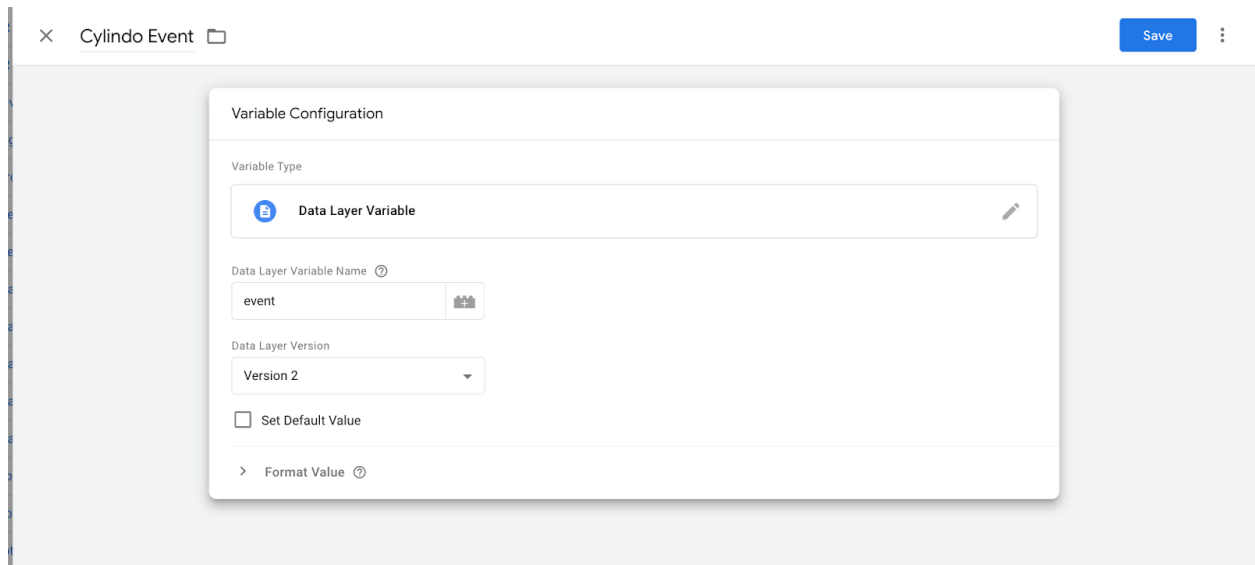 Cylindo Event
Save
Variable Configuration
Variable Type
Data Layer Variable
Data Layer Variable Name
event
Data Layer Version
Version 2
Set Default Value
Format Value